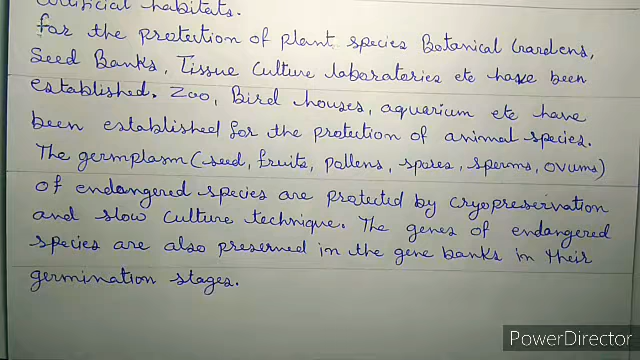 artificial habitats.
for the protection of plant species Botanical Gardens,
Seed Banks, Tissue Culture laboratories etc have been
established. Zoo, Bird houses, aquarium etc have
been established for the protection of animal species.
The germplasm (seed, fruits, pollens, spores, sperms, ovums)
of endangered species are protected by cryopreservation
and slow culture technique. The genes of endangered
species are also preserved in the gene banks in their
germination stages.
PowerDirector